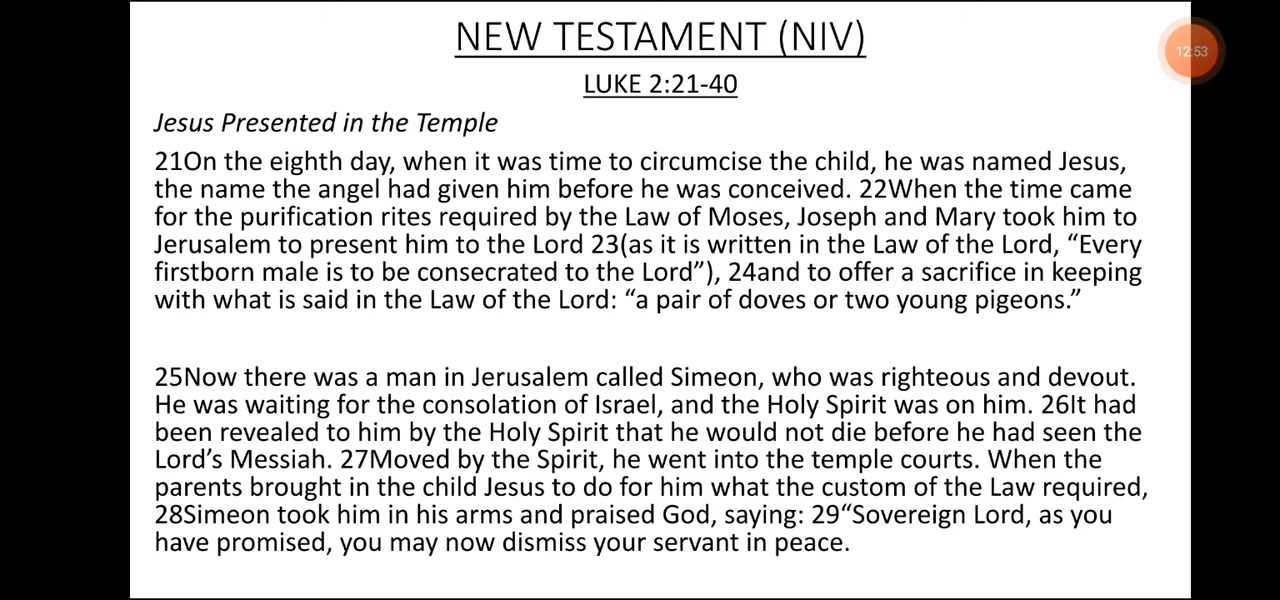 NEW TESTAMENT (NIV)
12:53
LUKE 2:21-40
Jesus Presented in the Temple
21On the eighth day, when it was time to circumcise the child, he was named Jesus,
the name the angel had given him before he was conceived. 22When the time came
for the purification rites required by the Law of Moses, Joseph and Mary took him to
Jerusalem to present him to the Lord 23(as it is written in the Law of the Lord, “Every
firstborn male is to be consecrated to the Lord”), 24and to offer a sacrifice in keeping
with what is said in the Law of the Lord: “a pair of doves or two young pigeons.”
25Now there was a man in Jerusalem called Simeon, who was righteous and devout.
He was waiting for the consolation of Israel, and the Holy Spirit was on him. 26It had
been revealed to him by the Holy Spirit that he would not die before he had seen the
Lord’s Messiah. 27Moved by the Spirit, he went into the temple courts. When the
parents brought in the child Jesus to do for him what the custom of the Law required,
28Simeon took him in his arms and praised God, saying: 29“Sovereign Lord, as you
have promised, you may now dismiss your servant in peace.